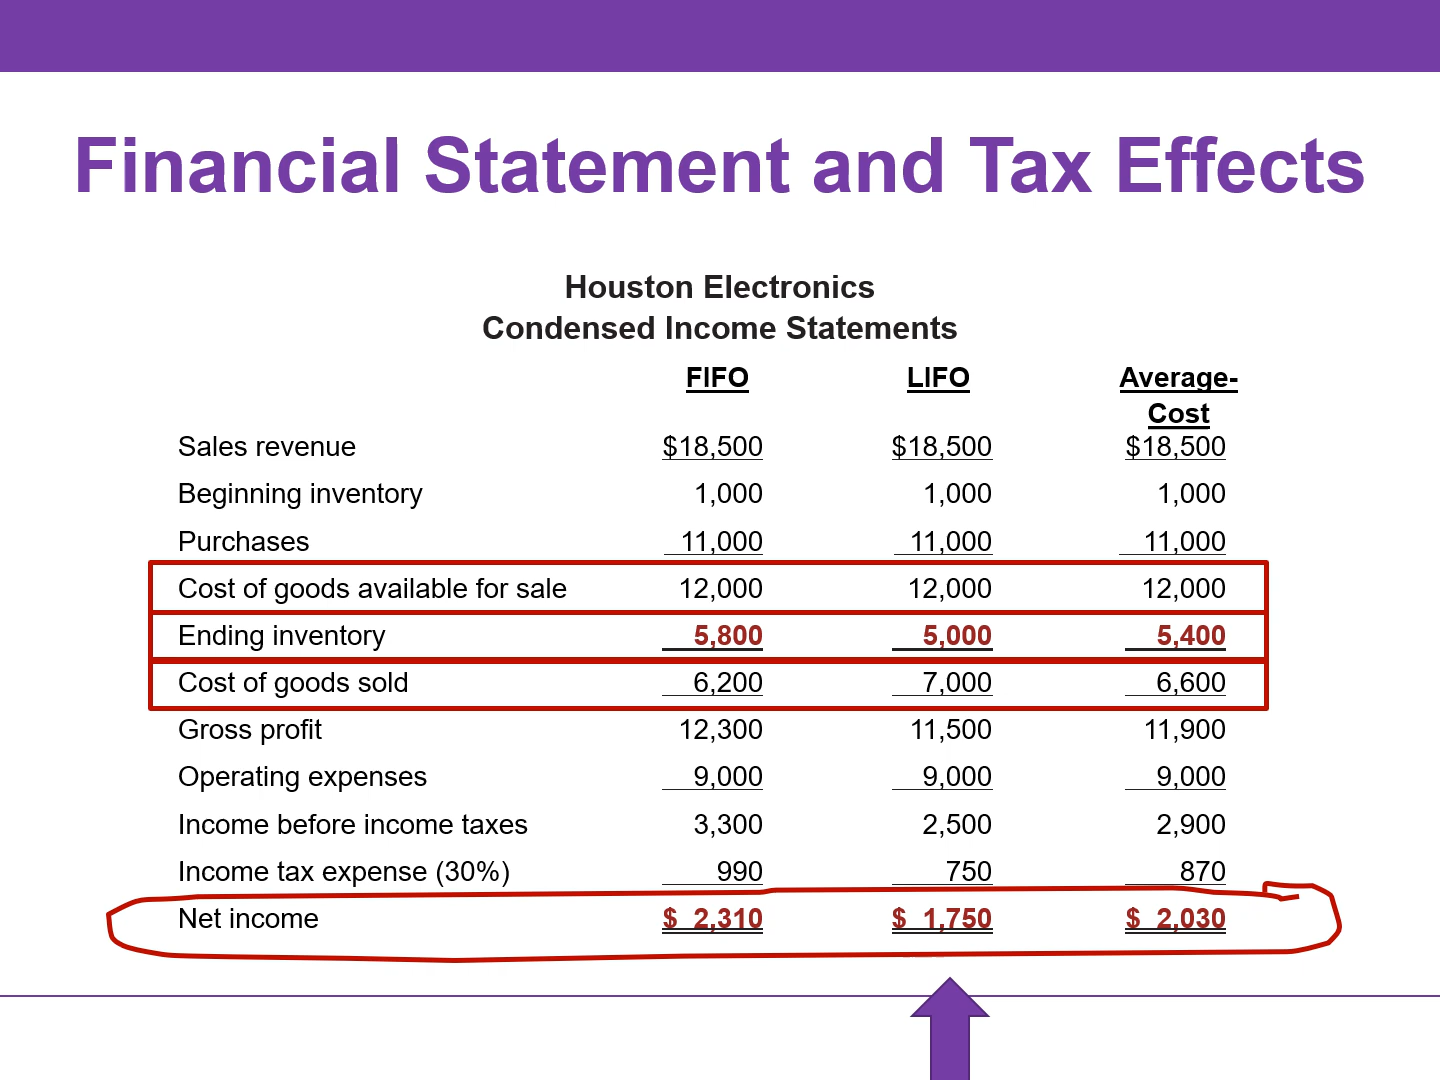 Financial Statement and Tax Effects
Houston Electronics
Condensed Income Statements
FIFO LIFO Average-
Cost
Sales revenue $18,500 $18,500 $18,500
Beginning inventory 1,000 1,000 1,000
Purchases 11,000 11,000 11,000
Cost of goods available for sale 12,000 12,000 12,000
Ending inventory 5,800 5,000 5,400
Cost of goods sold 6,200 7,000 6,600
Gross profit 12,300 11,500 11,900
Operating expenses 9,000 9,000 9,000
Income before income taxes 3,300 2,500 2,900
Income tax expense (30%) 990 750 870
Net income $ 2,310 $ 1,750 $ 2,030